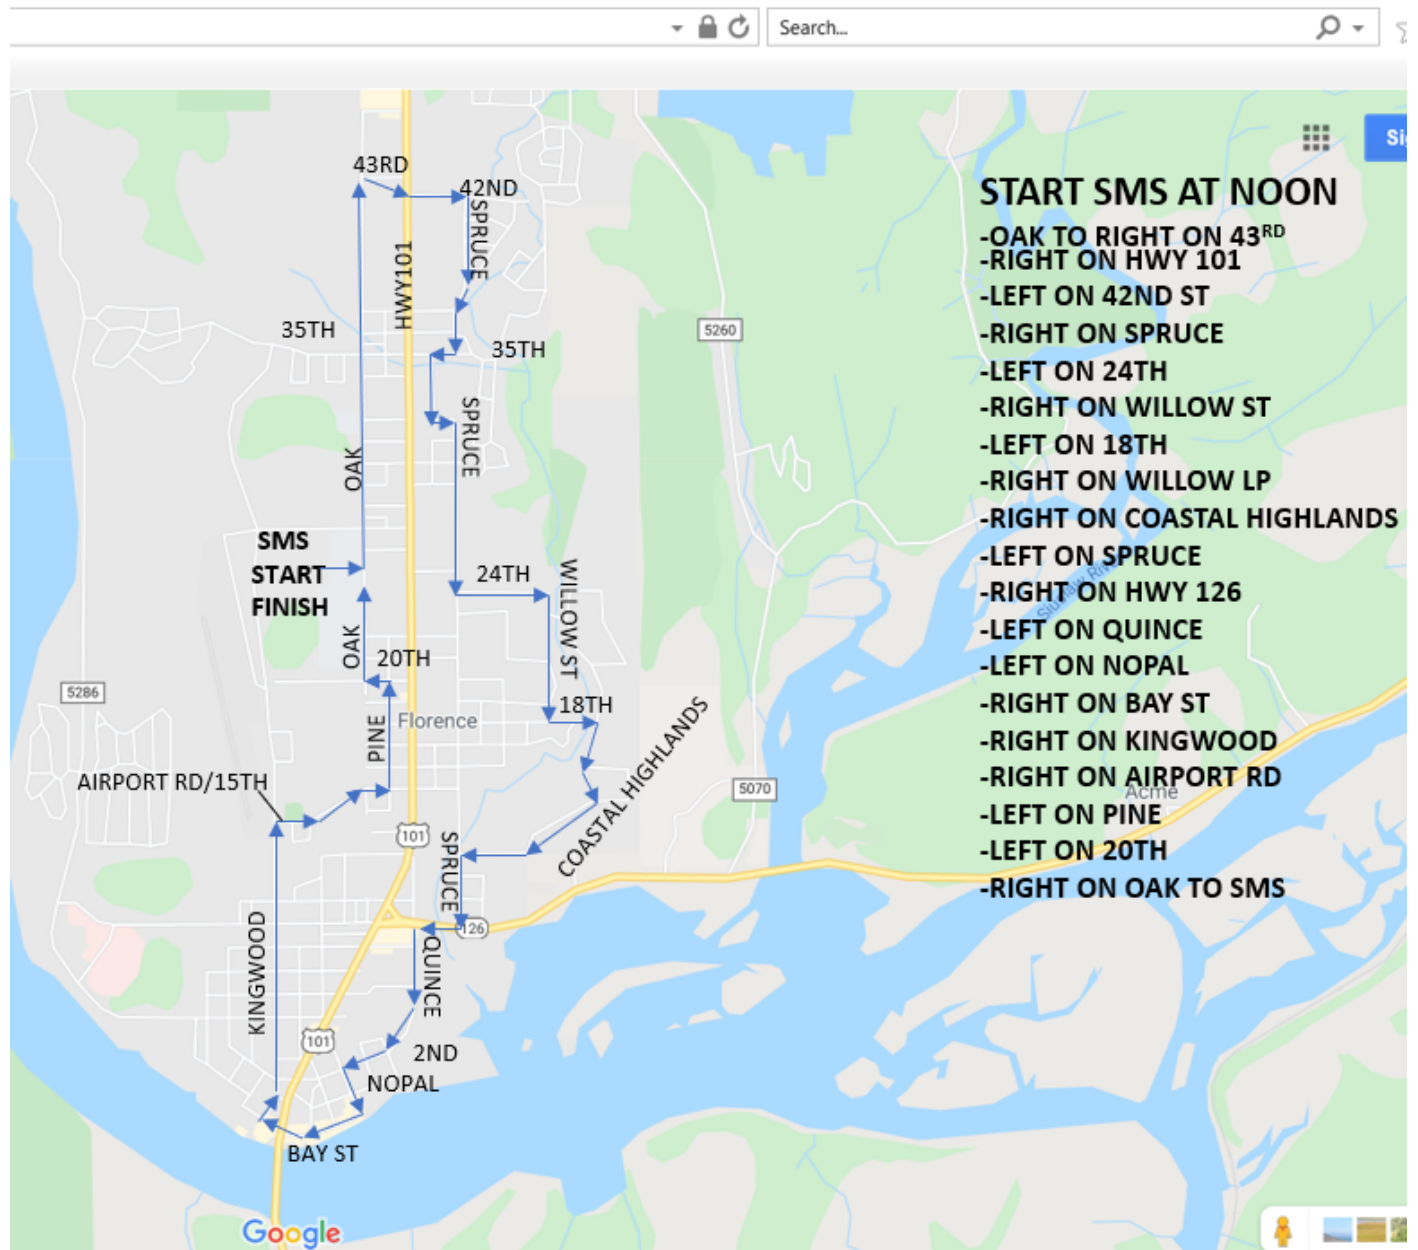 Search...
Sig
43RD
42ND
SPRUCE
HWY101
35TH
35TH
5260
SPRUCE
OAK
SMS
START
FINISH
24TH
WILLOW ST
OAK
20TH
5286
PINE
Florence
18TH
COASTAL HIGHLANDS
AIRPORT RD/15TH
5070
101
SPRUCE
KINGWOOD
126
QUINCE
101
2ND
NOPAL
BAY ST
Google
START SMS AT NOON
-OAK TO RIGHT ON 43RD
-RIGHT ON HWY 101
-LEFT ON 42ND ST
-RIGHT ON SPRUCE
-LEFT ON 24TH
-RIGHT ON WILLOW ST
-LEFT ON 18TH
-RIGHT ON WILLOW LP
-RIGHT ON COASTAL HIGHLANDS
-LEFT ON SPRUCE
-RIGHT ON HWY 126
-LEFT ON QUINCE
-LEFT ON NOPAL
-RIGHT ON BAY ST
-RIGHT ON KINGWOOD
-RIGHT ON AIRPORT RD
-LEFT ON PINE
-LEFT ON 20TH
-RIGHT ON OAK TO SMS
Siuslaw River
Acme